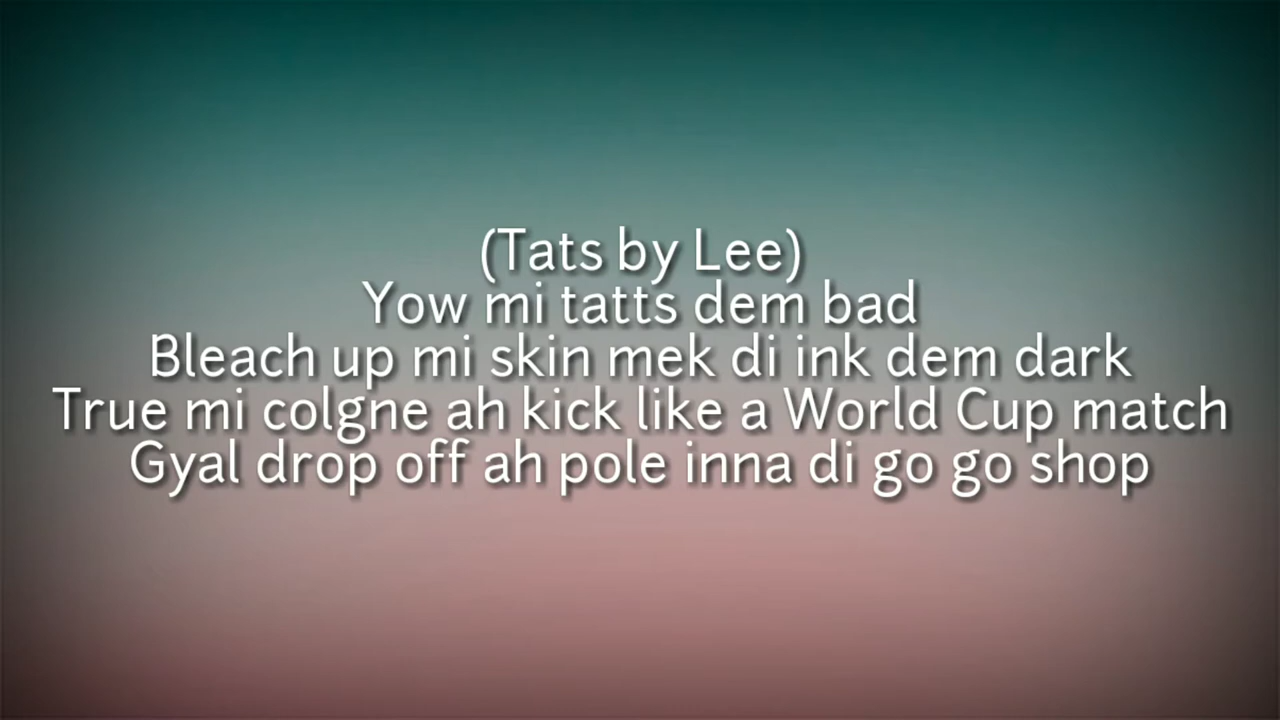 (Tats by Lee)
Yow mi tatts dem bad
Bleach up mi skin mek di ink dem dark
True mi colgne ah kick like a World Cup match
Gyal drop off ah pole inna di go go shop